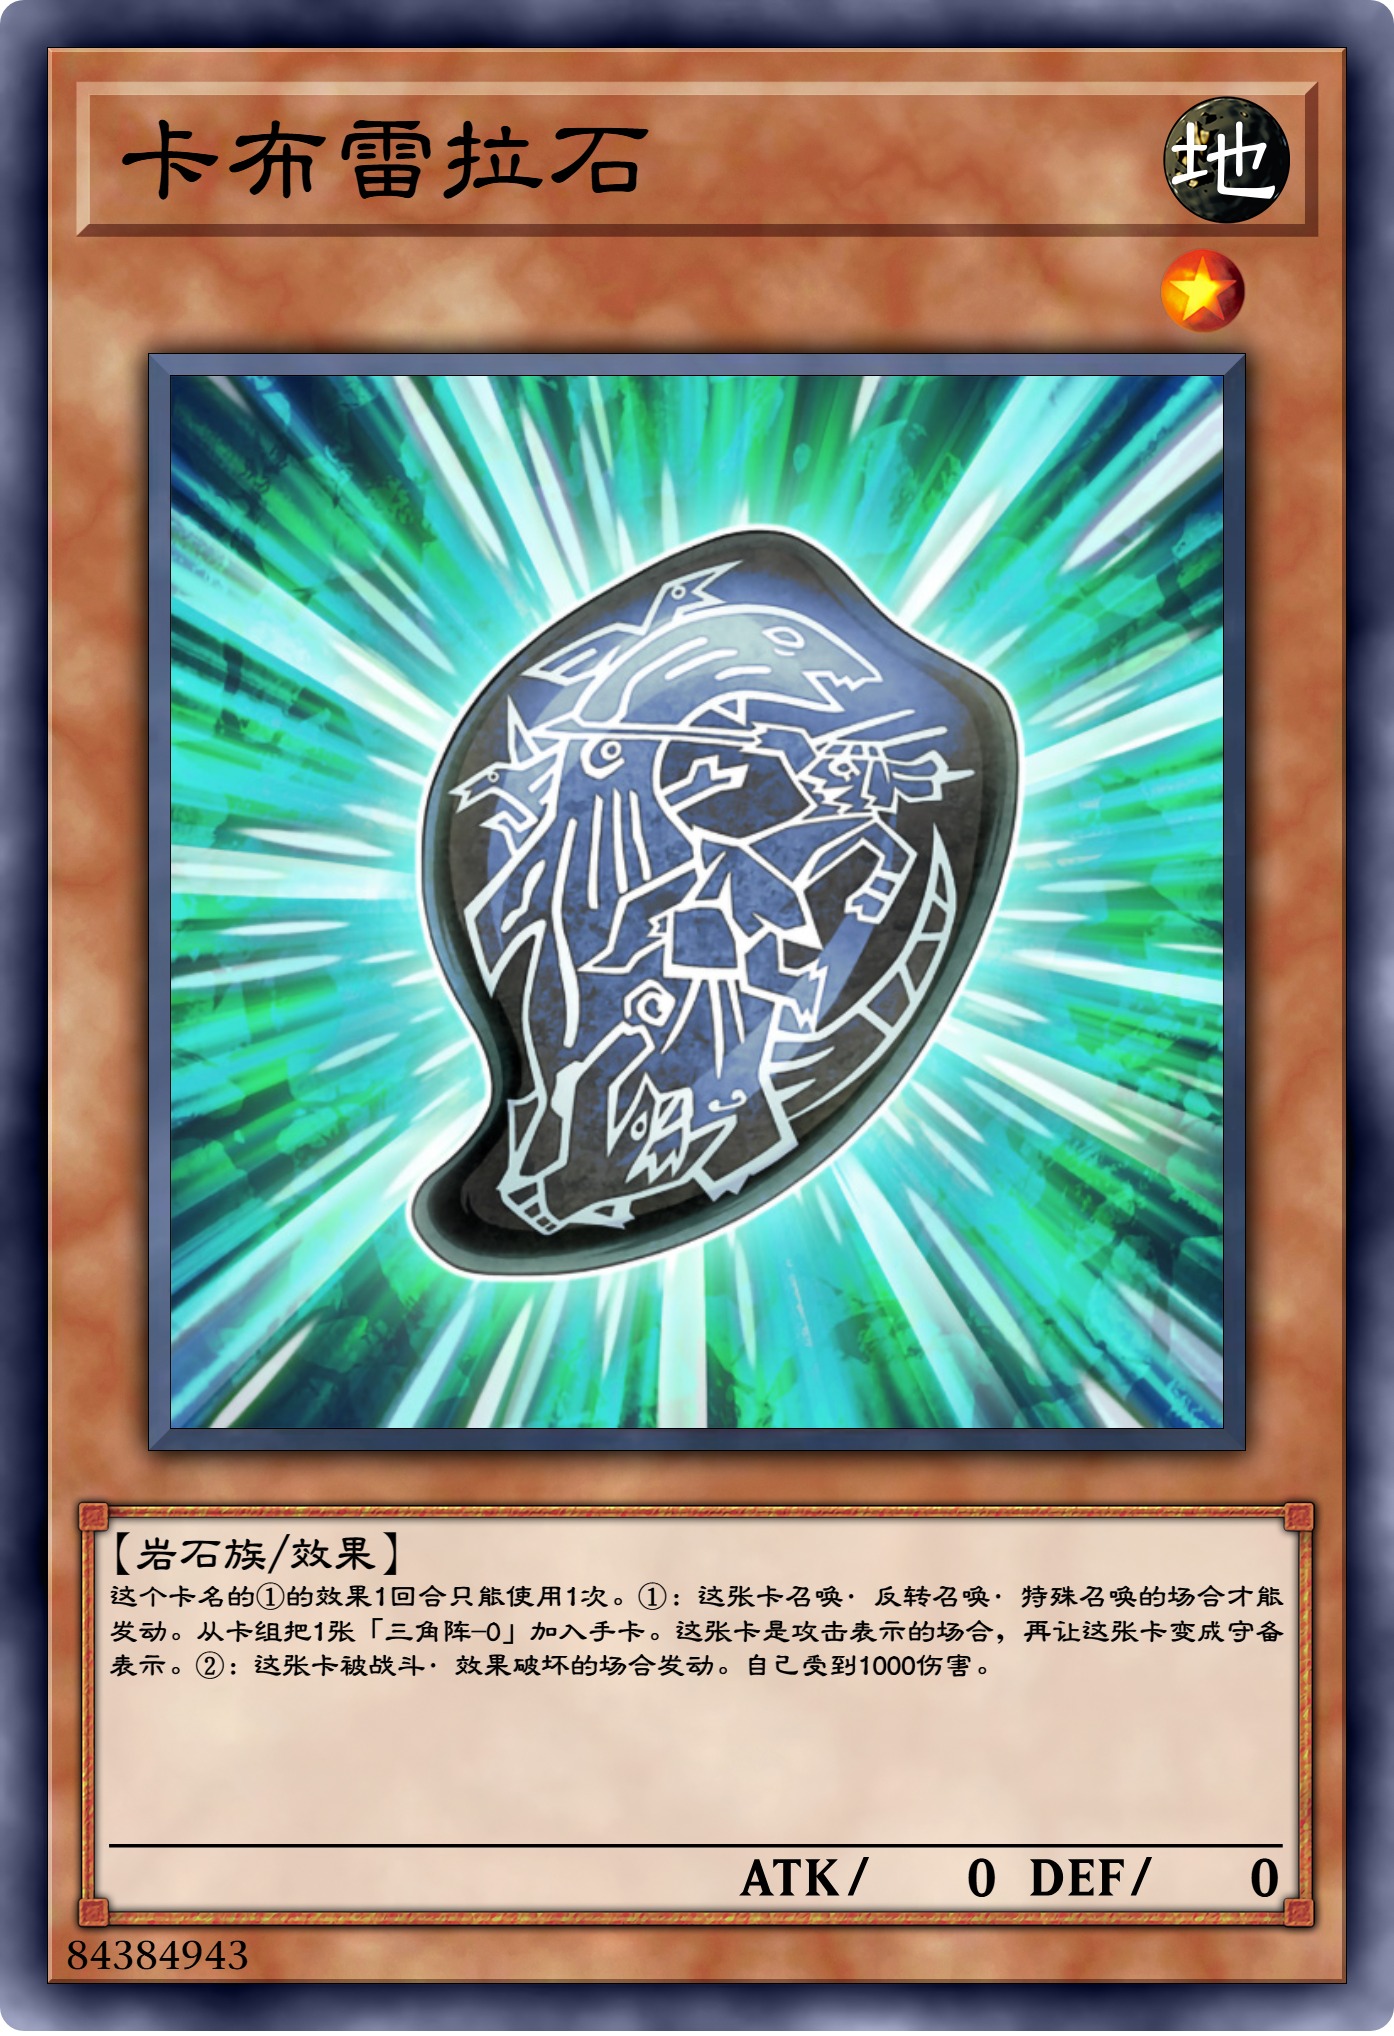 卡布雷拉石
地
【岩石族/效果】
这个卡名的①的效果1回合只能使用1次。①：这张卡召唤·反转召唤·特殊召唤的场合才能
发动。从卡组把1张「三角阵-O」加入手卡。这张卡是攻击表示的场合，再让这张卡变成守备
表示。②：这张卡被战斗·效果破坏的场合发动。自己受到1000伤害。
ATK/ 0 DEF/ 0
84384943